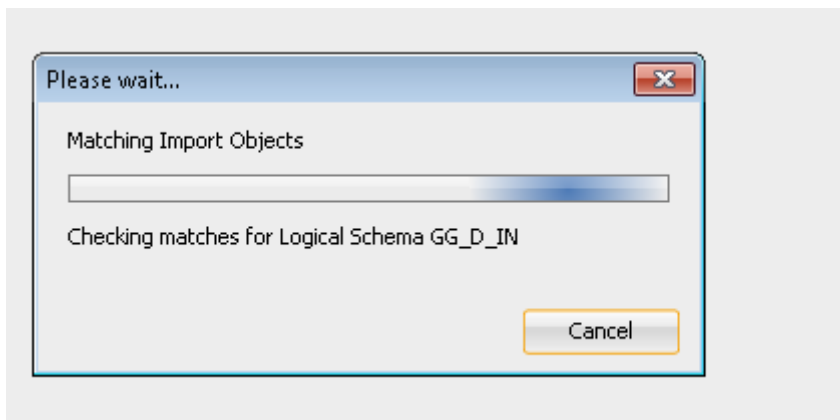 Please wait...
Matching Import Objects
Checking matches for Logical Schema GG_D_IN
Cancel